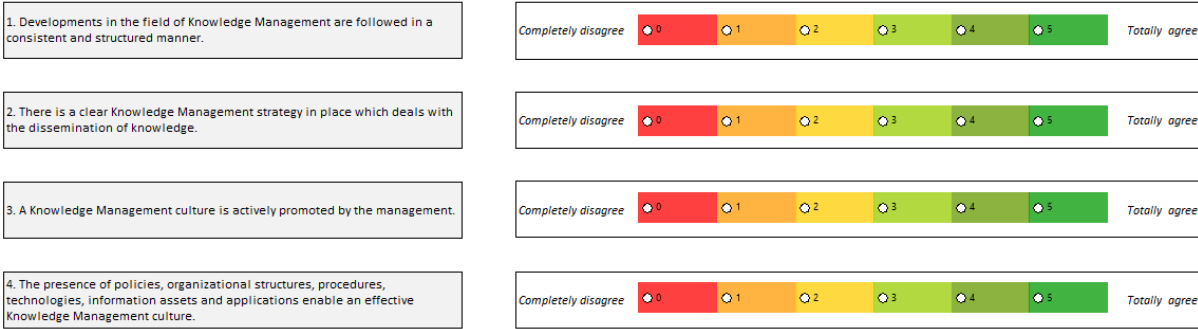 1. Developments in the field of Knowledge Management are followed in a
consistent and structured manner.
Completely disagree 0 1 2 3 4 5 Totally agree
2. There is a clear Knowledge Management strategy in place which deals with
the dissemination of knowledge.
Completely disagree 0 1 2 3 4 5 Totally agree
3. A Knowledge Management culture is actively promoted by the management.
Completely disagree 0 1 2 3 4 5 Totally agree
4. The presence of policies, organizational structures, procedures,
technologies, information assets and applications enable an effective
Knowledge Management culture.
Completely disagree 0 1 2 3 4 5 Totally agree